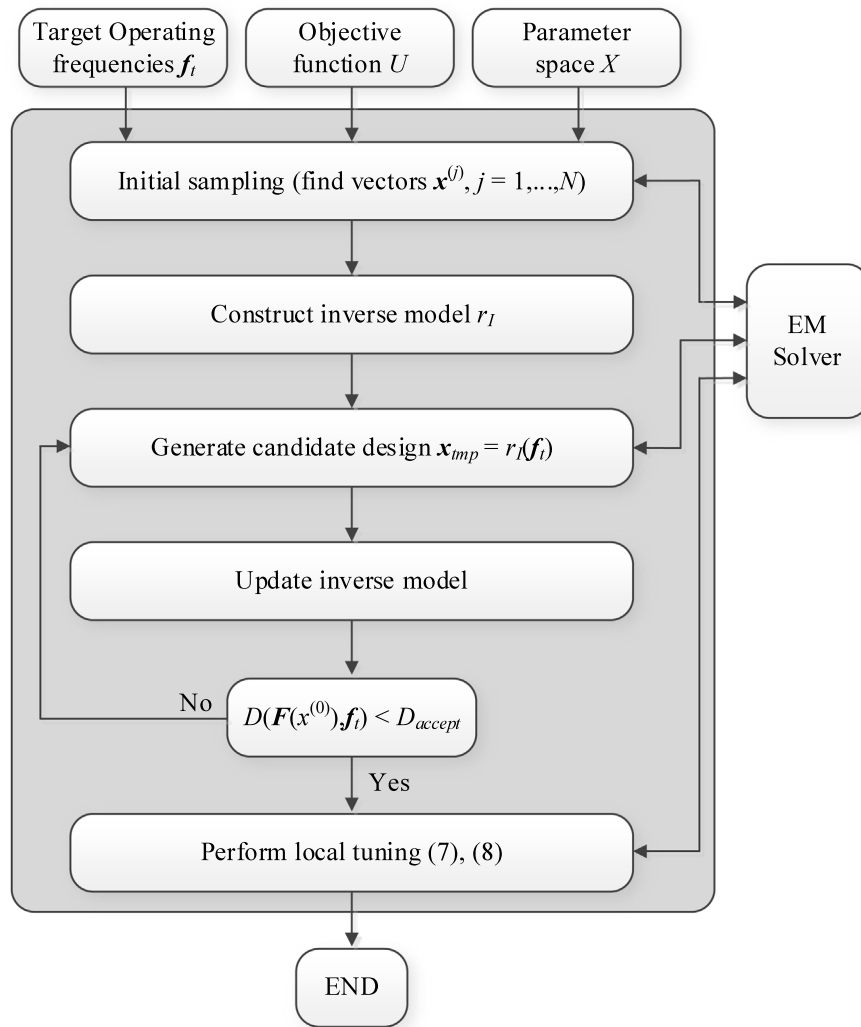 Target Operating
frequencies f_t
Objective
function U
Parameter
space X
Initial sampling (find vectors x^(j), j = 1,...,N)
Construct inverse model r_I
EM
Solver
Generate candidate design x_tmp = r_I(f_t)
Update inverse model
No
D(F(x^(0)),f_t) < D_accept
Yes
Perform local tuning (7), (8)
END